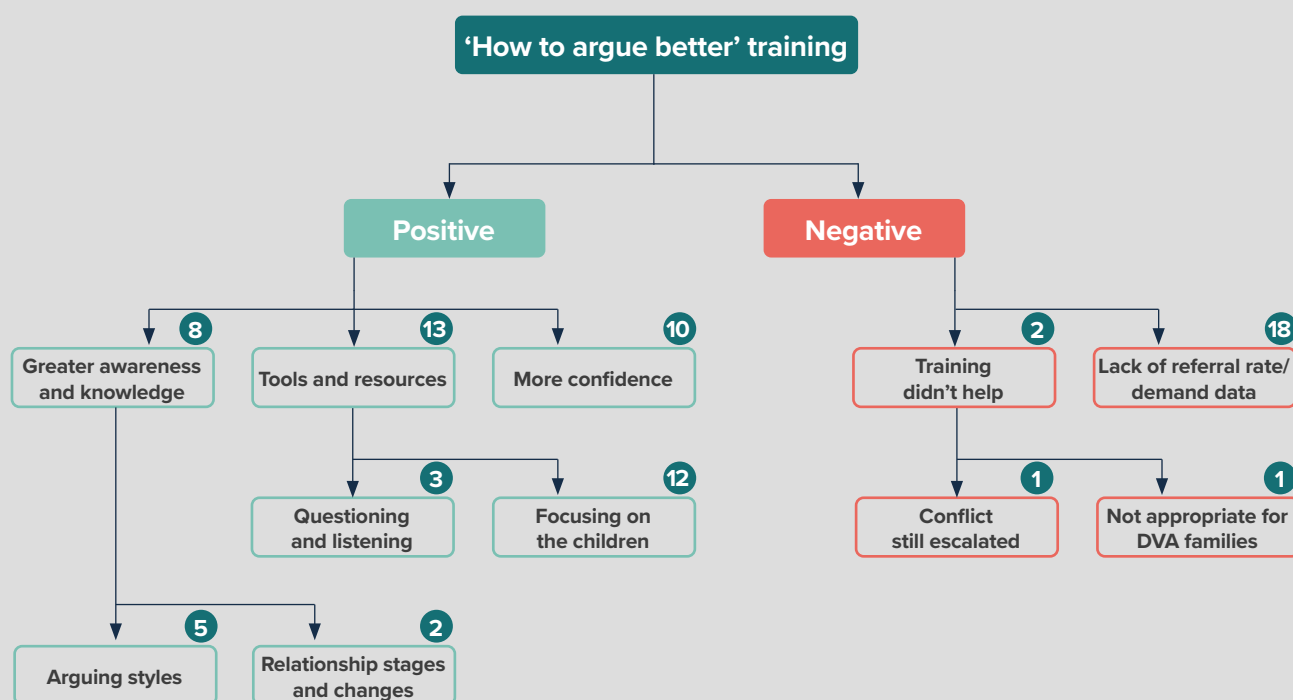 ‘How to argue better’ training
Positive
Negative
8
Greater awareness
and knowledge
13
Tools and resources
10
More confidence
2
Training
didn’t help
18
Lack of referral rate/
demand data
3
Questioning
and listening
12
Focusing on
the children
1
Conflict
still escalated
1
Not appropriate for
DVA families
5
Arguing styles
2
Relationship stages
and changes